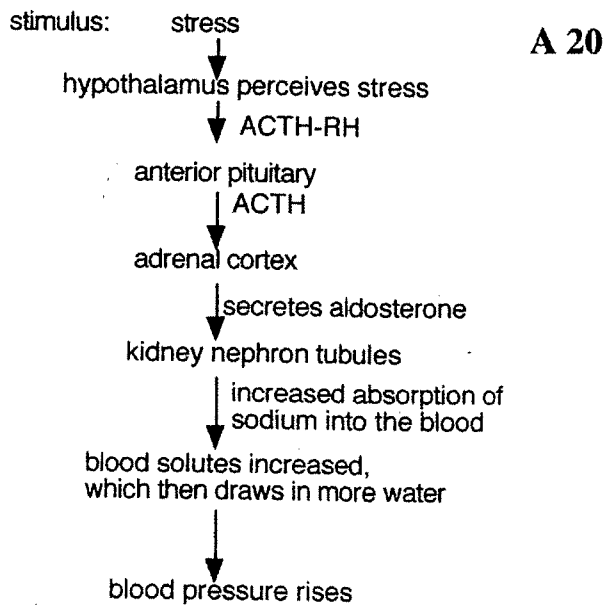 stimulus: stress
A 20
hypothalamus perceives stress
ACTH-RH
anterior pituitary
ACTH
adrenal cortex
secretes aldosterone
kidney nephron tubules
increased absorption of
sodium into the blood
blood solutes increased,
which then draws in more water
blood pressure rises